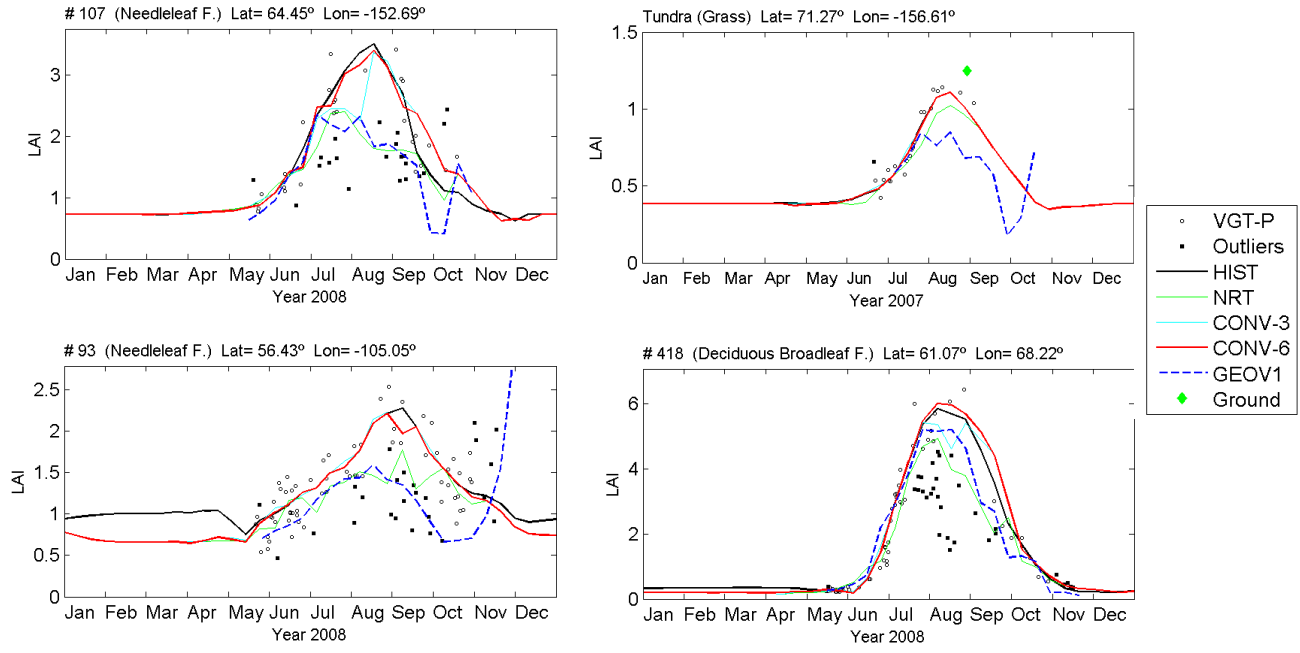 # 107 (Needleleaf F.) Lat= 64.45º Lon= -152.69º
3
2
1
0
LAI
Jan Feb Mar Apr May Jun Jul Aug Sep Oct Nov Dec
Year 2008
Tundra (Grass) Lat= 71.27º Lon= -156.61º
1.5
1
0.5
0
LAI
Jan Feb Mar Apr May Jun Jul Aug Sep Oct Nov Dec
Year 2007
# 93 (Needleleaf F.) Lat= 56.43º Lon= -105.05º
2.5
2
1.5
1
0.5
0
LAI
Jan Feb Mar Apr May Jun Jul Aug Sep Oct Nov Dec
Year 2008
# 418 (Deciduous Broadleaf F.) Lat= 61.07º Lon= 68.22º
6
4
2
0
LAI
Jan Feb Mar Apr May Jun Jul Aug Sep Oct Nov Dec
Year 2008
VGT-P
Outliers
HIST
NRT
CONV-3
CONV-6
GEOV1
Ground